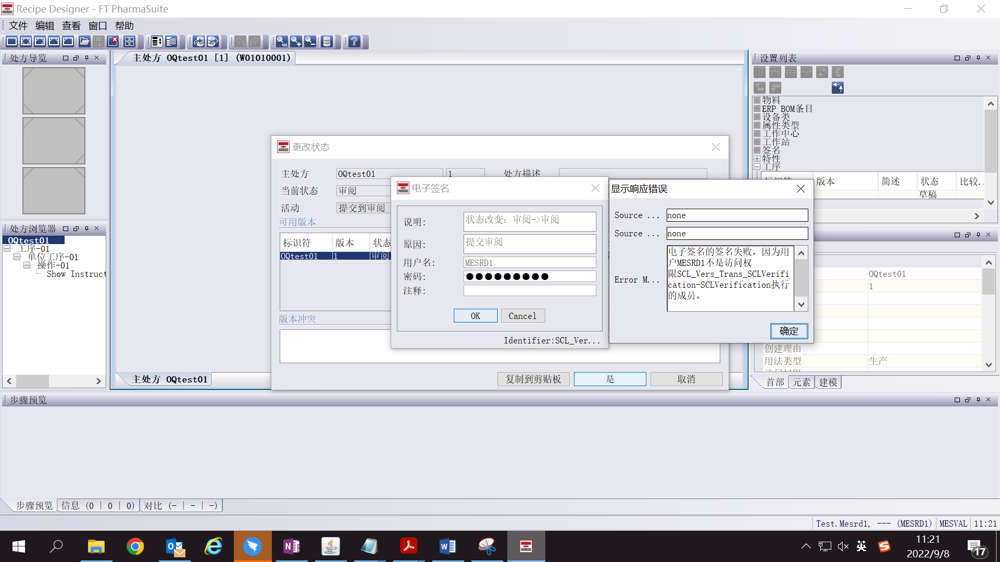 Recipe Designer - FT PharmaSuite
文件 编辑 查看 窗口 帮助
处方导览
主处方 OQtest01 [1] (W01010001)
设置列表
物料
ERP BOM条目
设备类
属性类型
工作中心
工作站
签名
特性
工序
版本 简述 状态 比较..
草稿
更改状态
主处方 OQtest01 1 处方描述
当前状态 审阅
活动 提交到审阅
可用版本
标识符 版本 状态
OQtest01 1 审阅
版本冲突
复制到剪贴板 是 取消
电子签名
说明: 状态改变: 审阅->审阅
原因: 提交审阅
用户名: MESRD1
密码: ●●●●●●●●●
注释:
OK Cancel
Identifier:SCL_Ver...
显示响应错误
Source ... none
Source ... none
Error M...
电子签名的签名失败，因为用
户MESRD1不是访问权
限SCL_Vers_Trans_SCLVerifi
cation-SCLVerification执行
的成员。
确定
处方浏览器
OQtest01
工序-01
单位工序-01
操作-01
Show Instruct
OQtest01
1
创建理由
用法类型 生产
首部 元素 建模
主处方 OQtest01
步骤预览
步骤预览 信息 (0 | 0 | 0) 对比 (- | - | -)
Test.Mesrd1, --- (MESRD1) MESVAL 11:21
英
11:21
2022/9/8
17